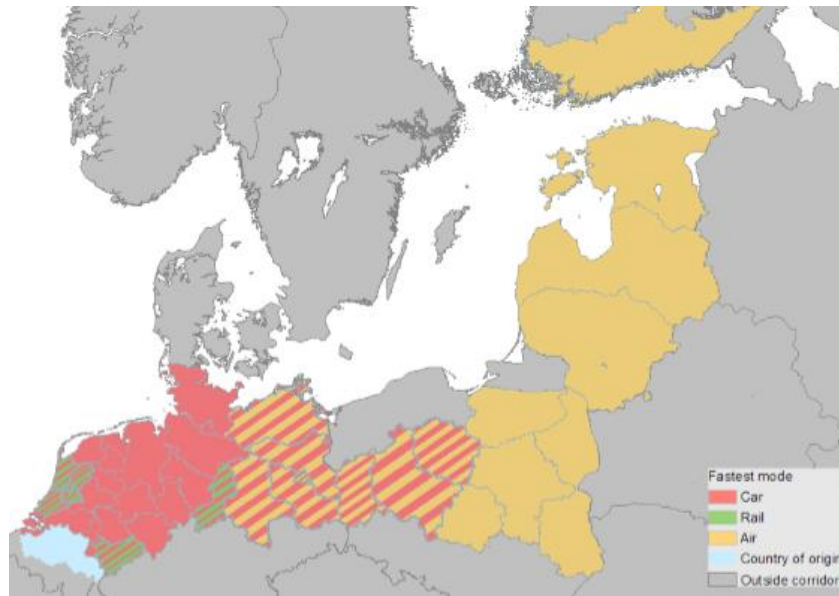 Fastest mode
Car
Rail
Air
Country of origin
Outside corridor